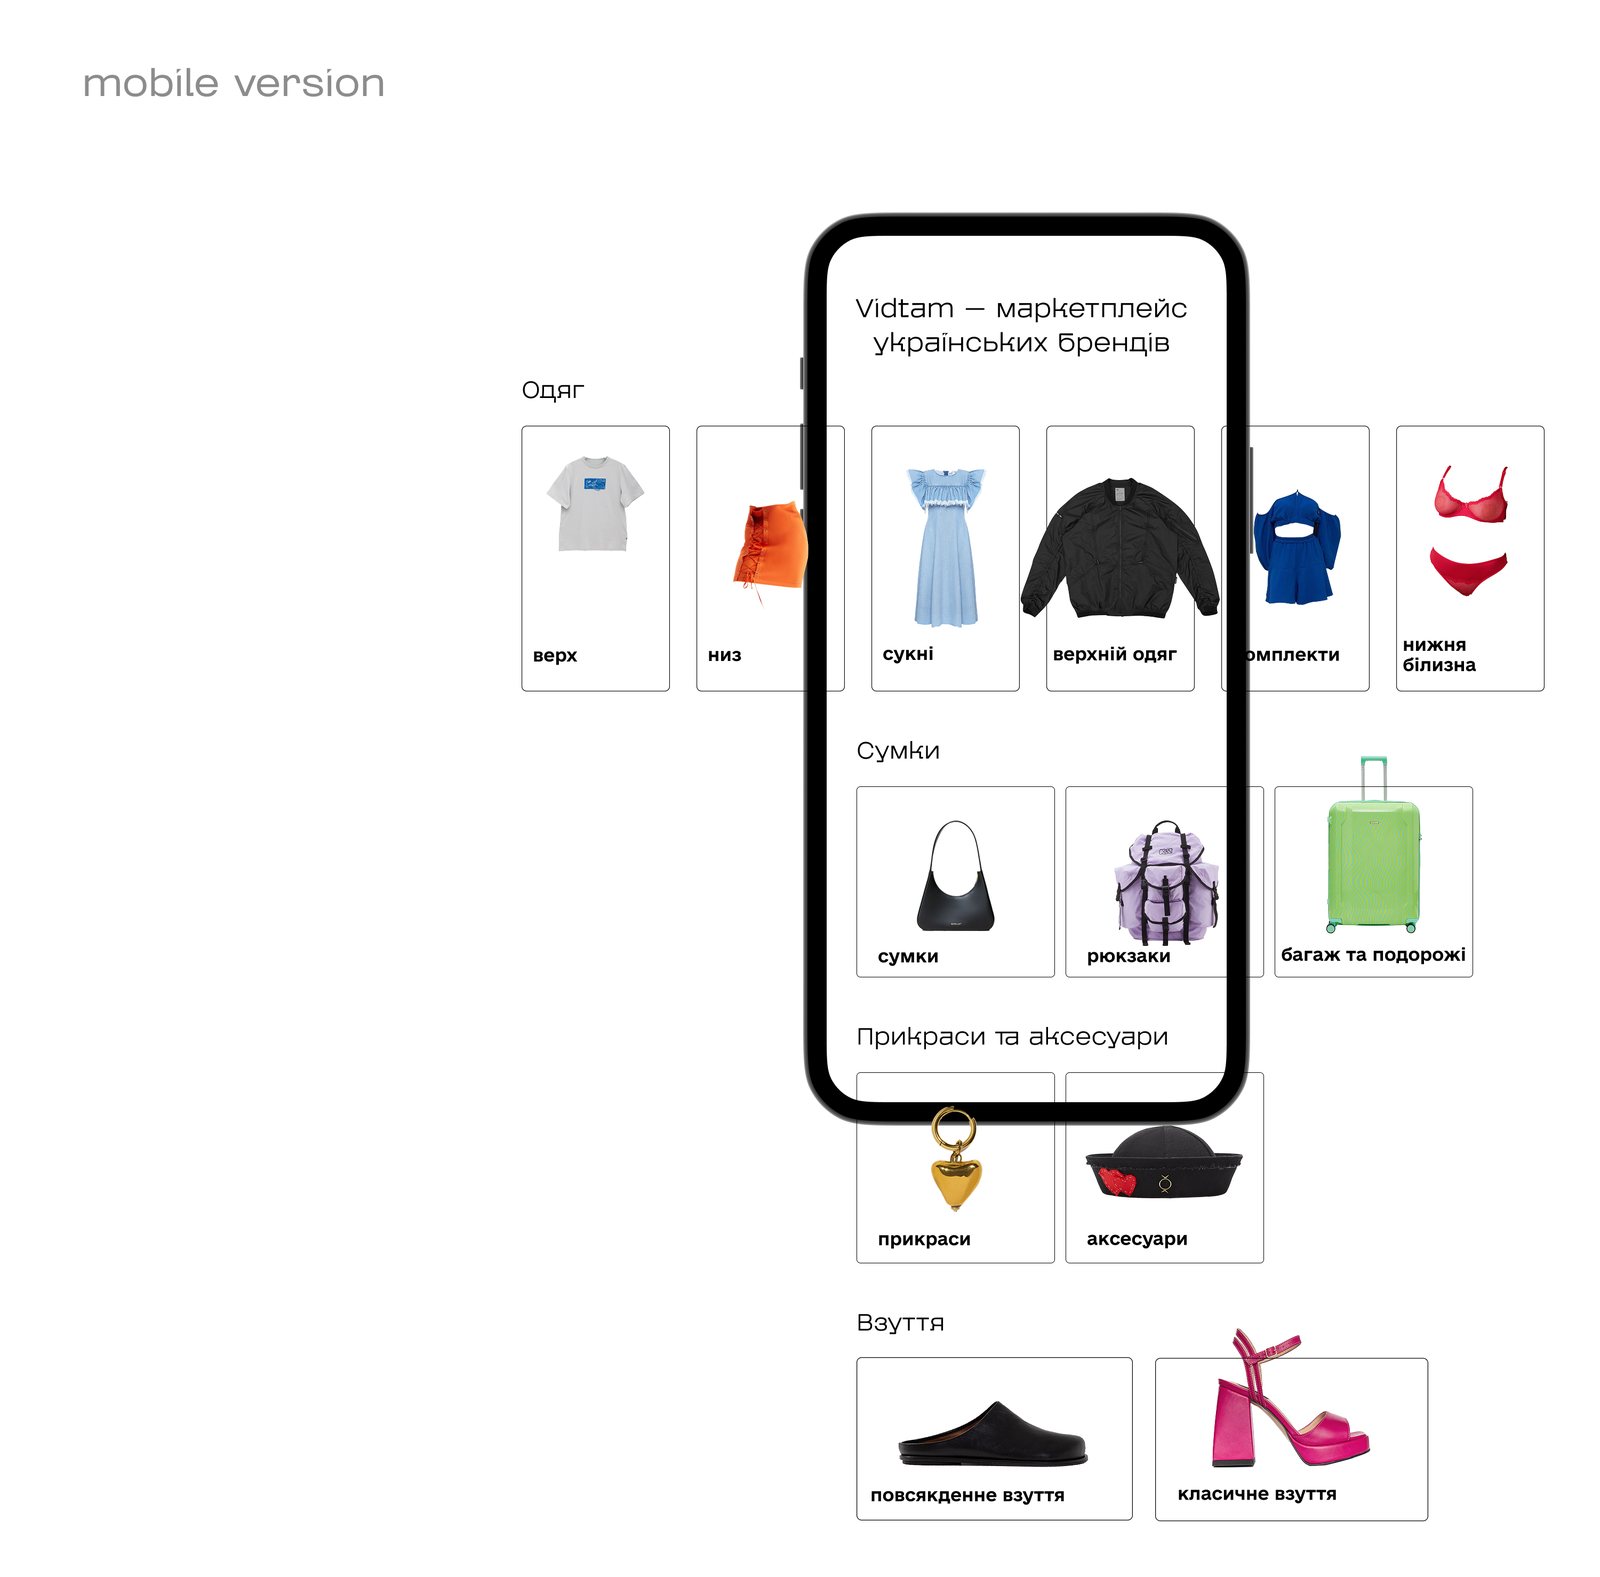 mobile version
Vidtam — маркетплейс
українських брендів
Одяг
верх
низ
сукні
верхній одяг
омплекти
нижня
білизна
Сумки
сумки
рюкзаки
багаж та подорожі
Прикраси та аксесуари
прикраси
аксесуари
Взуття
повсякденне взуття
класичне взуття